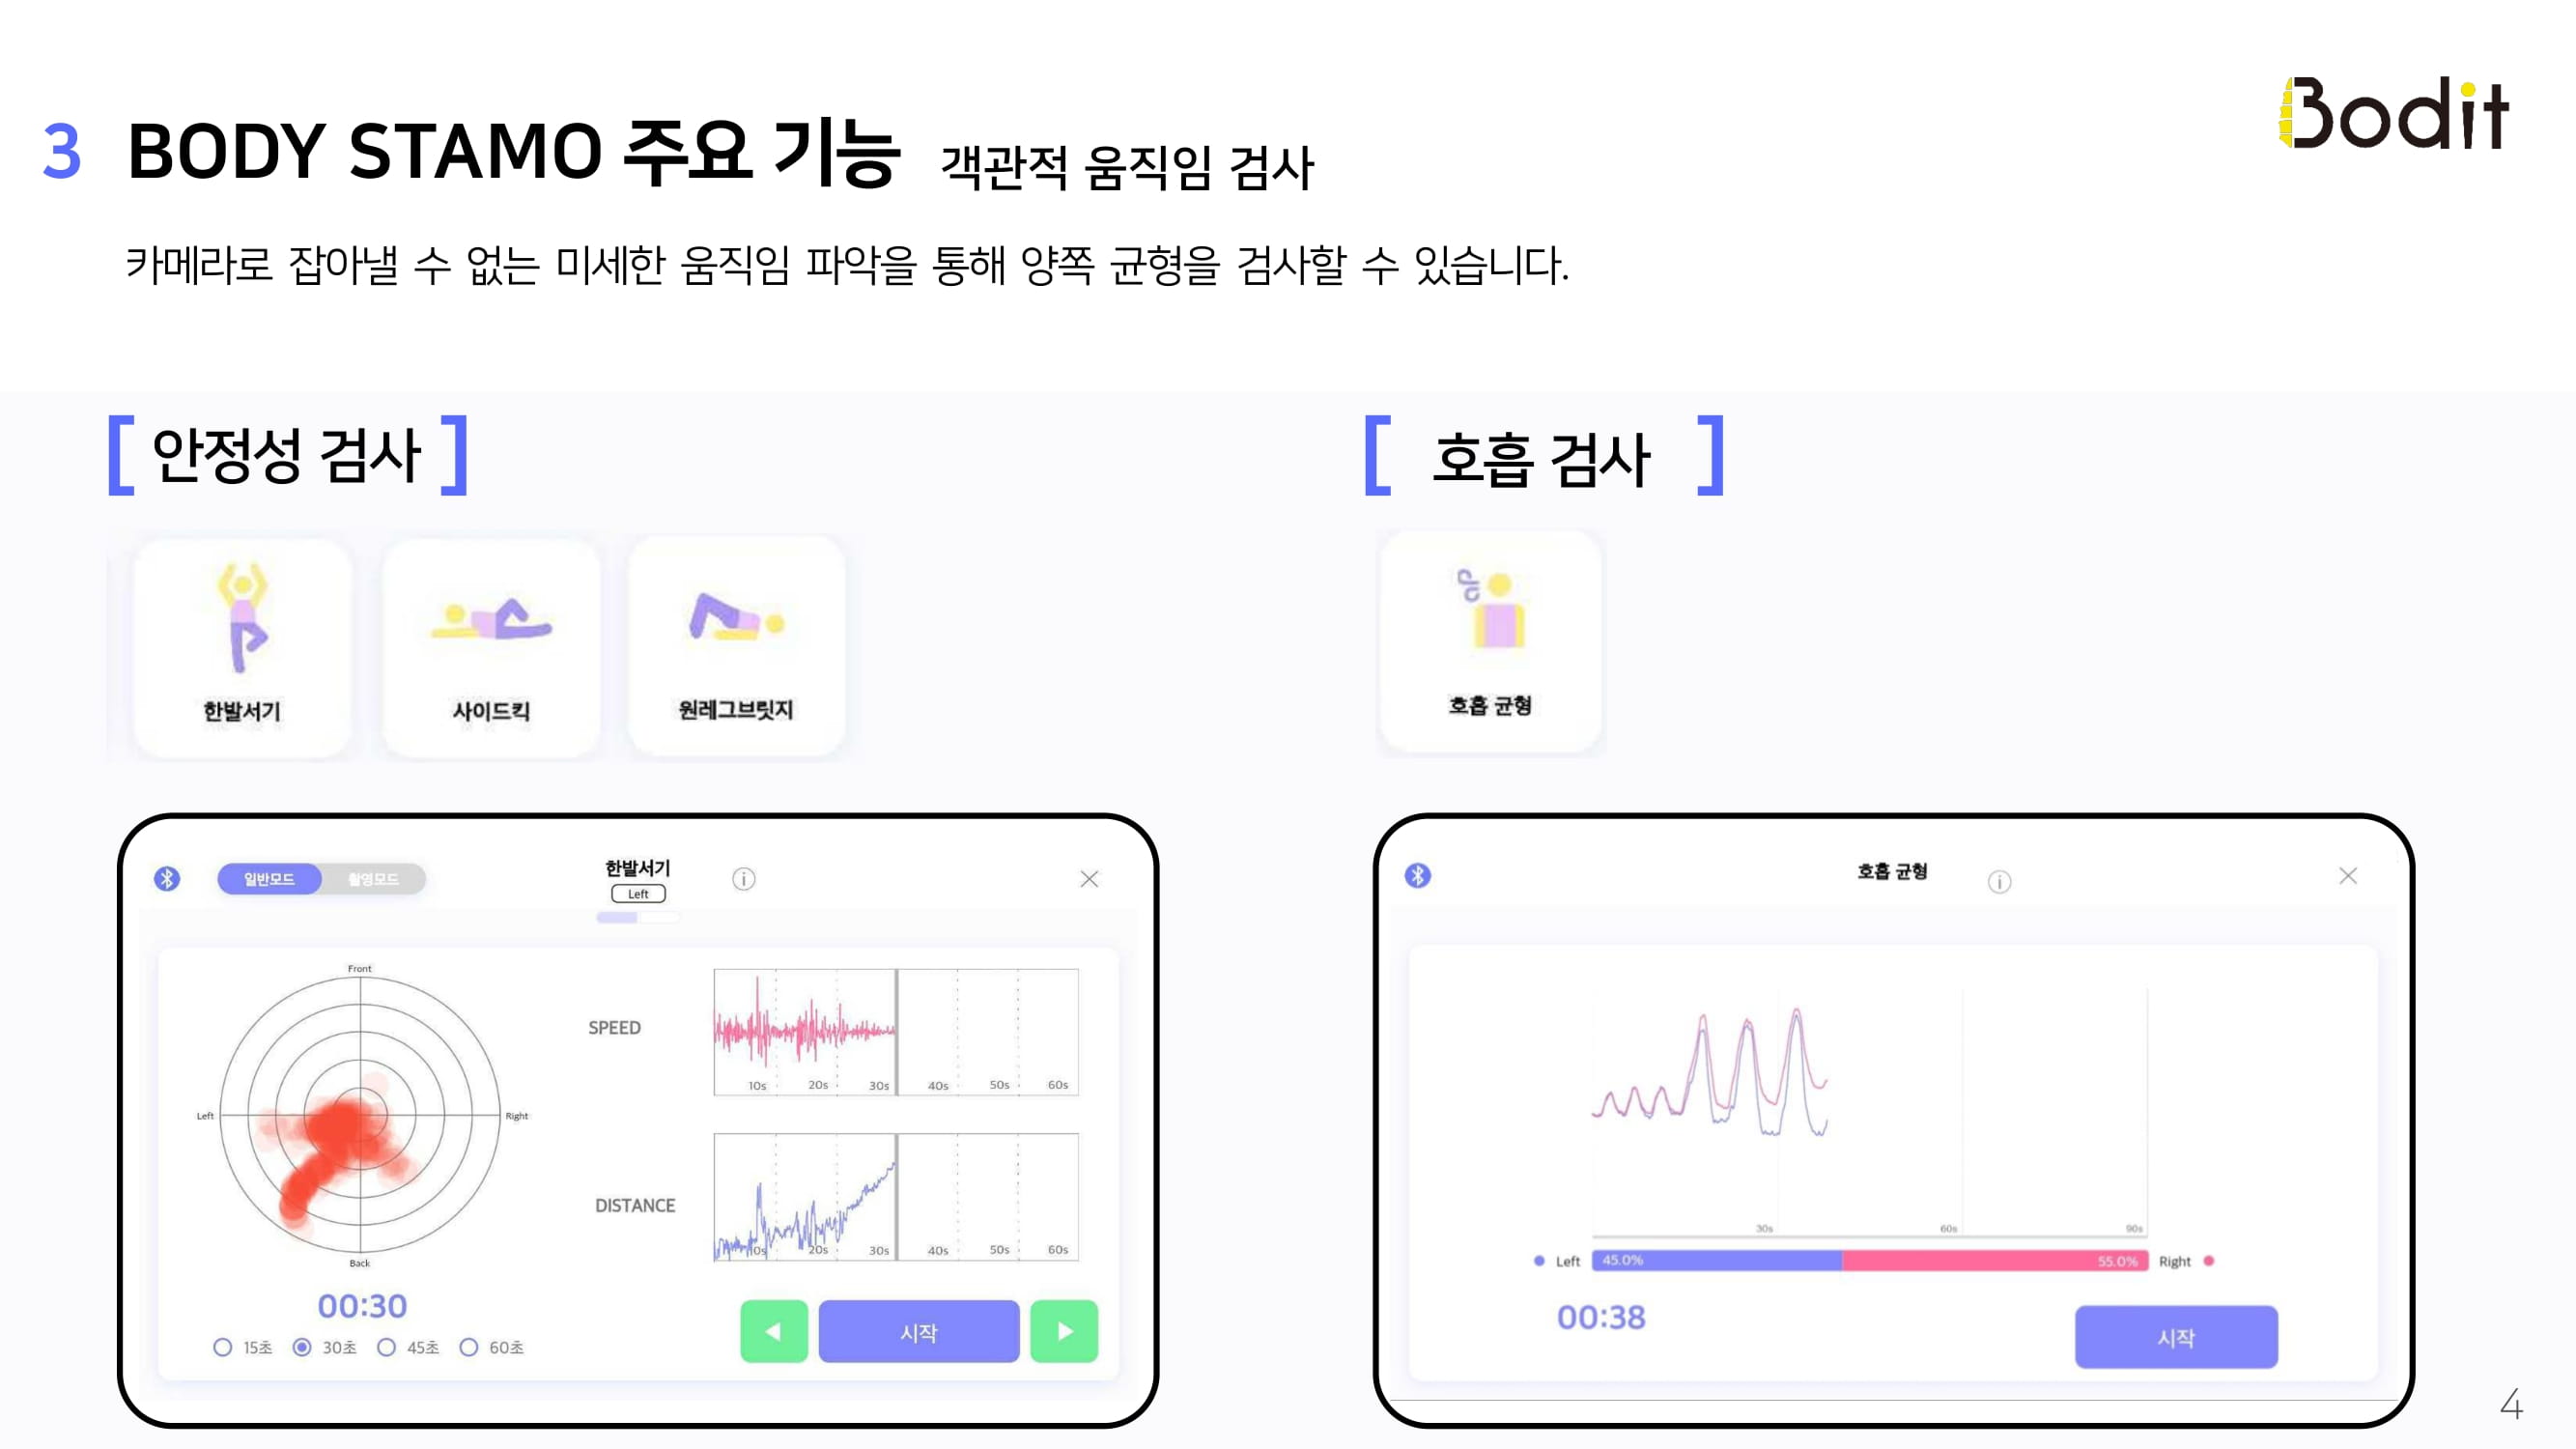 3 BODY STAMO 주요 기능 객관적 움직임 검사
Bodit
카메라로 잡아낼 수 없는 미세한 움직임 파악을 통해 양쪽 균형을 검사할 수 있습니다.
[ 안정성 검사 ]
한발서기 사이드킥 원레그브릿지
일반모드 촬영모드 한발서기
Left
Front
Left Right
Back
SPEED
10s 20s 30s 40s 50s 60s
DISTANCE
10s 20s 30s 40s 50s 60s
00:30
15초 30초 45초 60초
시작
[ 호흡 검사 ]
호흡 균형
호흡 균형
30s 60s 90s
Left 45.0% 55.0% Right
00:38
시작
4